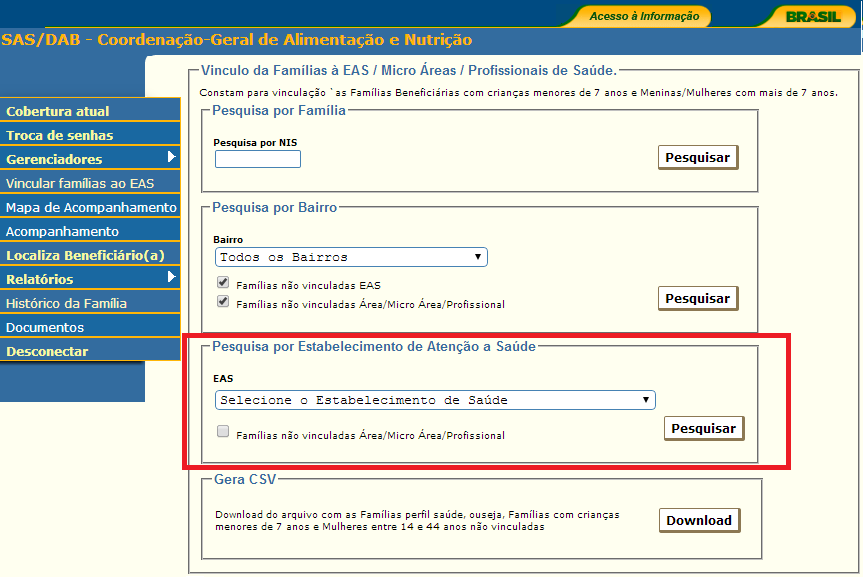 Acesso à Informação
BRASIL
SAS/DAB - Coordenação-Geral de Alimentação e Nutrição
Cobertura atual
Troca de senhas
Gerenciadores
Vincular famílias ao EAS
Mapa de Acompanhamento
Acompanhamento
Localiza Beneficiário(a)
Relatórios
Histórico da Família
Documentos
Desconectar
Vinculo da Famílias à EAS / Micro Áreas / Profissionais de Saúde.
Constam para vinculação `as Famílias Beneficiárias com crianças menores de 7 anos e Meninas/Mulheres com mais de 7 anos.
Pesquisa por Família
Pesquisa por NIS
Pesquisar
Pesquisa por Bairro
Bairro
Todos os Bairros
Famílias não vinculadas EAS
Famílias não vinculadas Área/Micro Área/Profissional
Pesquisar
Pesquisa por Estabelecimento de Atenção a Saúde
EAS
Selecione o Estabelecimento de Saúde
Famílias não vinculadas Área/Micro Área/Profissional
Pesquisar
Gera CSV
Download do arquivo com as Famílias perfil saúde, ouseja, Famílias com crianças
menores de 7 anos e Mulheres entre 14 e 44 anos não vinculadas
Download